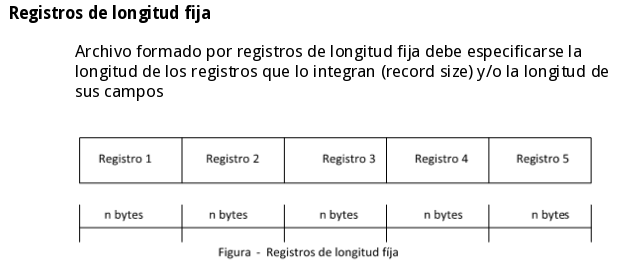 Registros de longitud fija
Archivo formado por registros de longitud fija debe especificarse la
longitud de los registros que lo integran (record size) y/o la longitud de
sus campos
Registro 1 Registro 2 Registro 3 Registro 4 Registro 5
n bytes n bytes n bytes n bytes n bytes
Figura - Registros de longitud fíja